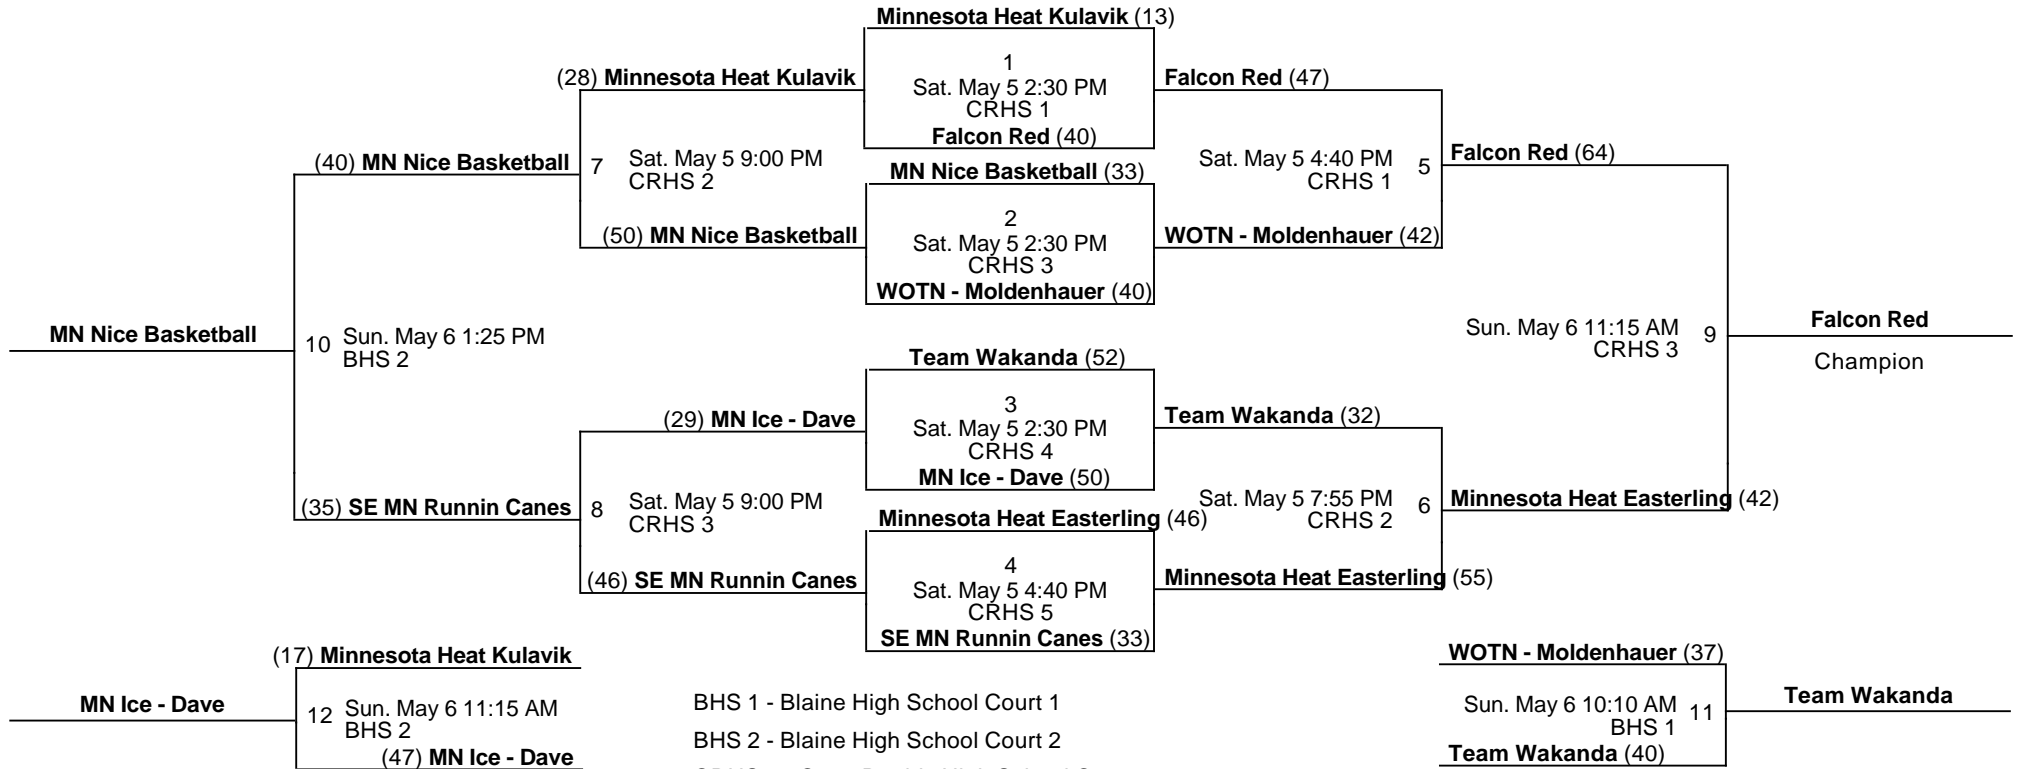 Minnesota Heat Kulavik (13)
1
Sat. May 5 2:30 PM
CRHS 1
Falcon Red (40)
(28) Minnesota Heat Kulavik
Falcon Red (47)
(40) MN Nice Basketball
7 Sat. May 5 9:00 PM
CRHS 2
MN Nice Basketball (33)
Sat. May 5 4:40 PM 5
CRHS 1
Falcon Red (64)
2
Sat. May 5 2:30 PM
CRHS 3
WOTN - Moldenhauer (40)
(50) MN Nice Basketball
WOTN - Moldenhauer (42)
MN Nice Basketball
10 Sun. May 6 1:25 PM
BHS 2
Team Wakanda (52)
Sun. May 6 11:15 AM 9
CRHS 3
Falcon Red
Champion
3
Sat. May 5 2:30 PM
CRHS 4
MN Ice - Dave (50)
(29) MN Ice - Dave
Team Wakanda (32)
(35) SE MN Runnin Canes
8 Sat. May 5 9:00 PM
CRHS 3
Minnesota Heat Easterling (46)
Sat. May 5 7:55 PM 6
CRHS 2
Minnesota Heat Easterling (42)
4
Sat. May 5 4:40 PM
CRHS 5
SE MN Runnin Canes (33)
(46) SE MN Runnin Canes
Minnesota Heat Easterling (55)
(17) Minnesota Heat Kulavik
MN Ice - Dave
12 Sun. May 6 11:15 AM
BHS 2
(47) MN Ice - Dave
BHS 1 - Blaine High School Court 1
BHS 2 - Blaine High School Court 2
WOTN - Moldenhauer (37)
Sun. May 6 10:10 AM 11
BHS 1
Team Wakanda (40)
Team Wakanda